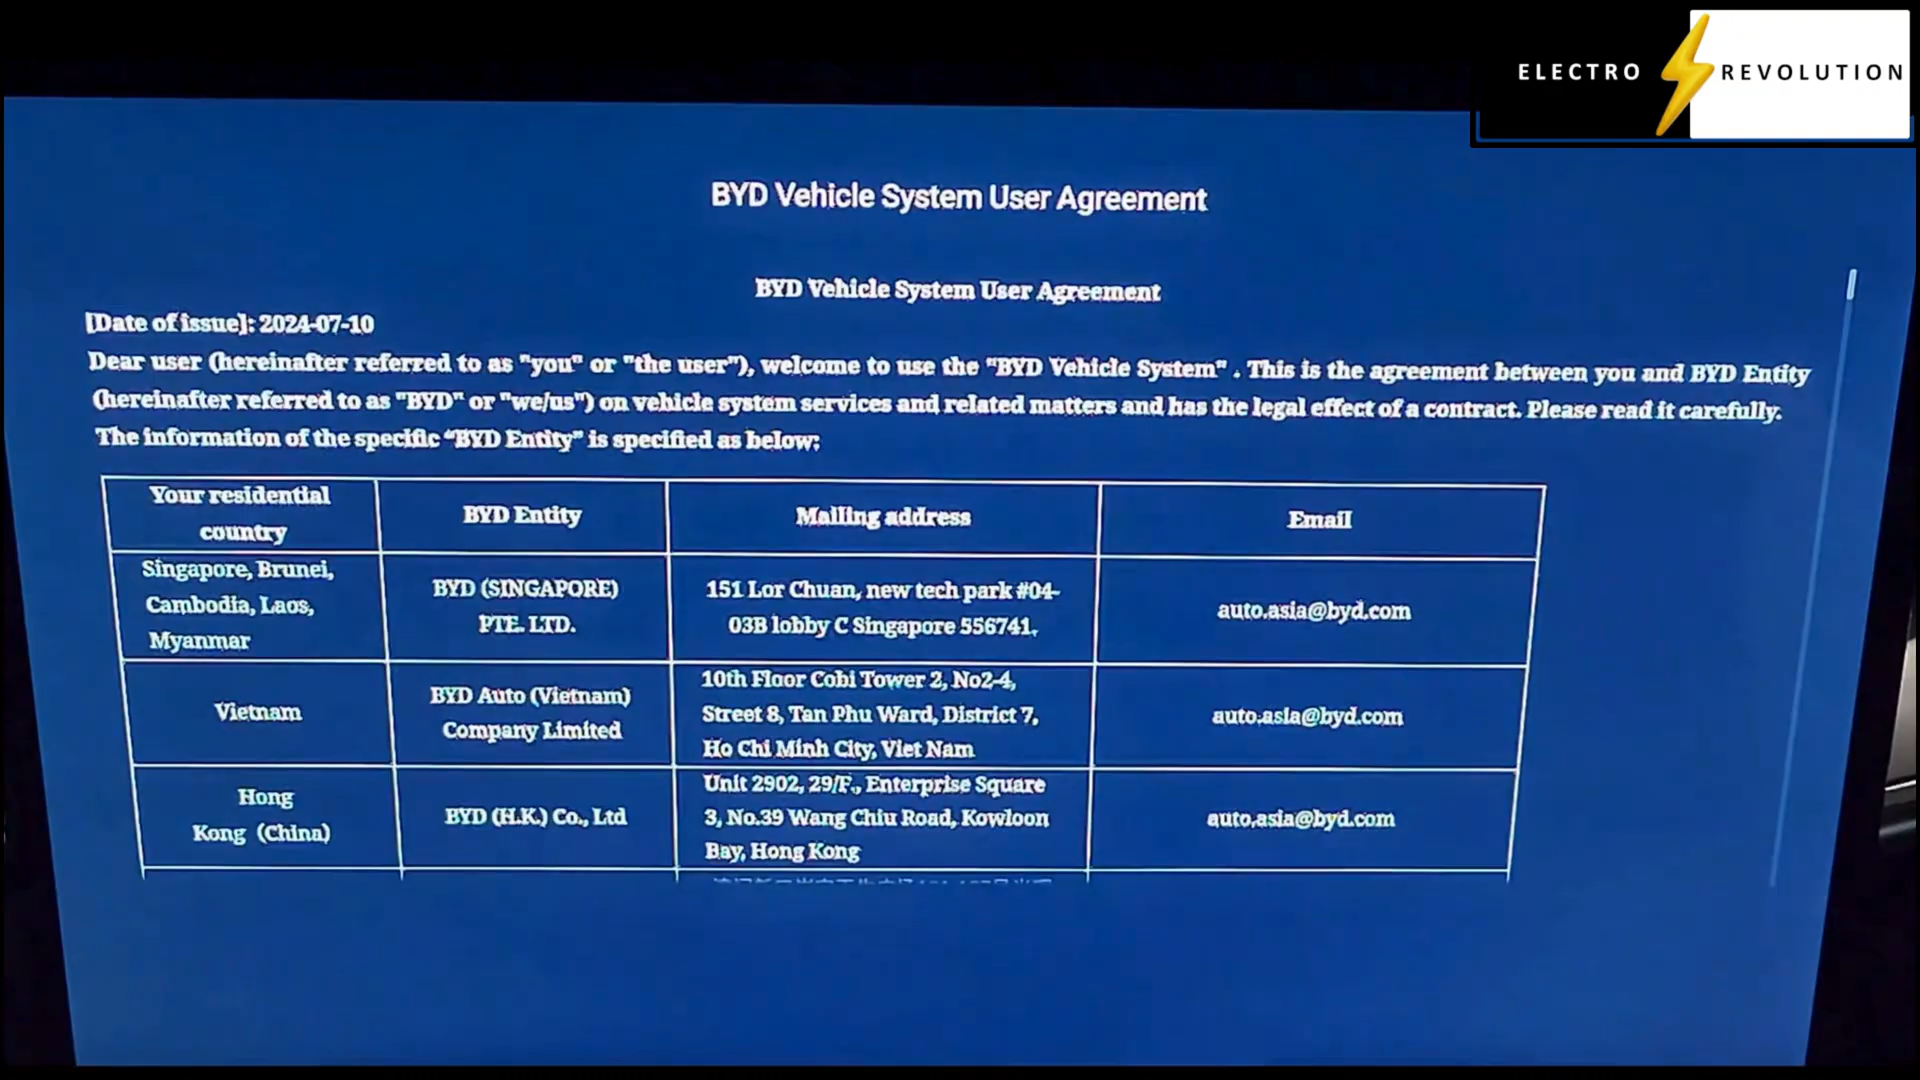 ELECTRO REVOLUTION
BYD Vehicle System User Agreement
BYD Vehicle System User Agreement
[Date of issue]: 2024-07-10
Dear user (hereinafter referred to as "you" or "the user"), welcome to use the "BYD Vehicle System" . This is the agreement between you and BYD Entity
(hereinafter referred to as "BYD" or "we/us") on vehicle system services and related matters and has the legal effect of a contract. Please read it carefully.
The information of the specific “BYD Entity” is specified as below:
Your residential
country
BYD Entity
Mailing address
Email
Singapore, Brunei,
Cambodia, Laos,
Myanmar
BYD (SINGAPORE)
PTE. LTD.
151 Lor Chuan, new tech park #04-
03B lobby C Singapore 556741,
auto.asia@byd.com
Vietnam
BYD Auto (Vietnam)
Company Limited
10th Floor Cobi Tower 2, No2-4,
Street 8, Tan Phu Ward, District 7,
Ho Chi Minh City, Viet Nam
auto.asia@byd.com
Hong
Kong (China)
BYD (H.K.) Co., Ltd
Unit 2902, 29/F., Enterprise Square
3, No.39 Wang Chiu Road, Kowloon
Bay, Hong Kong
auto.asia@byd.com